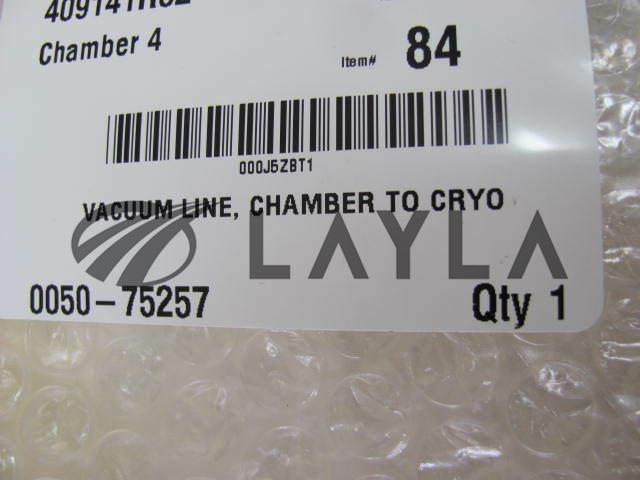 Chamber 4
Item# 84
000J5ZBT1
VACUUM LINE, CHAMBER TO CRYO
LAYLA
0050-75257 Qty 1